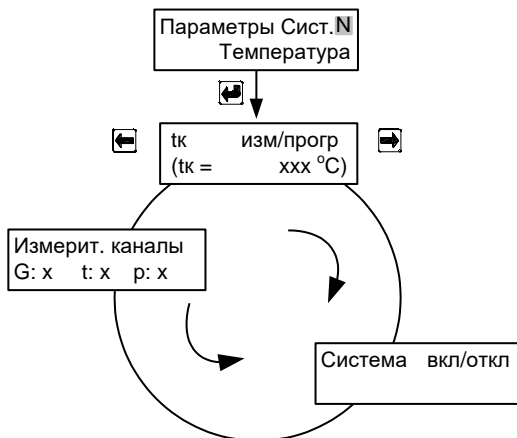 Параметры Сист.N
Температура
tк изм/прогр
(tк = xxx °C)
Измерит. каналы
G: x t: x p: x
Система вкл/откл